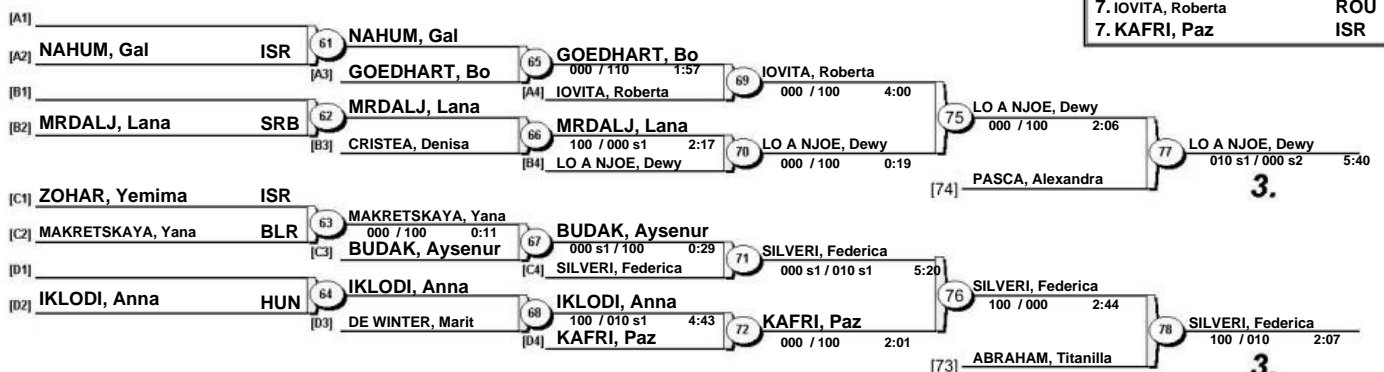 7. IOVITA, Roberta ROU
7. KAFRI, Paz ISR
[A1]
[A2] NAHUM, Gal ISR
61 NAHUM, Gal
[A3] GOEDHART, Bo
65 GOEDHART, Bo
000 / 110 1:57
[A4] IOVITA, Roberta
69 IOVITA, Roberta
000 / 100 4:00
[B1]
[B2] MRDALJ, Lana SRB
62 MRDALJ, Lana
[B3] CRISTEA, Denisa
66 MRDALJ, Lana
100 / 000 s1 2:17
[B4] LO A NJOE, Dewy
70 LO A NJOE, Dewy
000 / 100 0:19
75 LO A NJOE, Dewy
000 / 100 2:06
[74] PASCA, Alexandra
77 LO A NJOE, Dewy
010 s1 / 000 s2 5:40
3.
[C1] ZOHAR, Yemima ISR
[C2] MAKRETSKAYA, Yana BLR
63 MAKRETSKAYA, Yana
000 / 100 0:11
[C3] BUDAK, Aysenur
67 BUDAK, Aysenur
000 s1 / 100 0:29
[C4] SILVERI, Federica
71 SILVERI, Federica
000 s1 / 010 s1 5:20
[D1]
[D2] IKLODI, Anna HUN
64 IKLODI, Anna
[D3] DE WINTER, Marit
68 IKLODI, Anna
100 / 010 s1 4:43
[D4] KAFRI, Paz
72 KAFRI, Paz
000 / 100 2:01
76 SILVERI, Federica
100 / 000 2:44
[73] ABRAHAM, Titanilla
78 SILVERI, Federica
100 / 010 2:07
3.